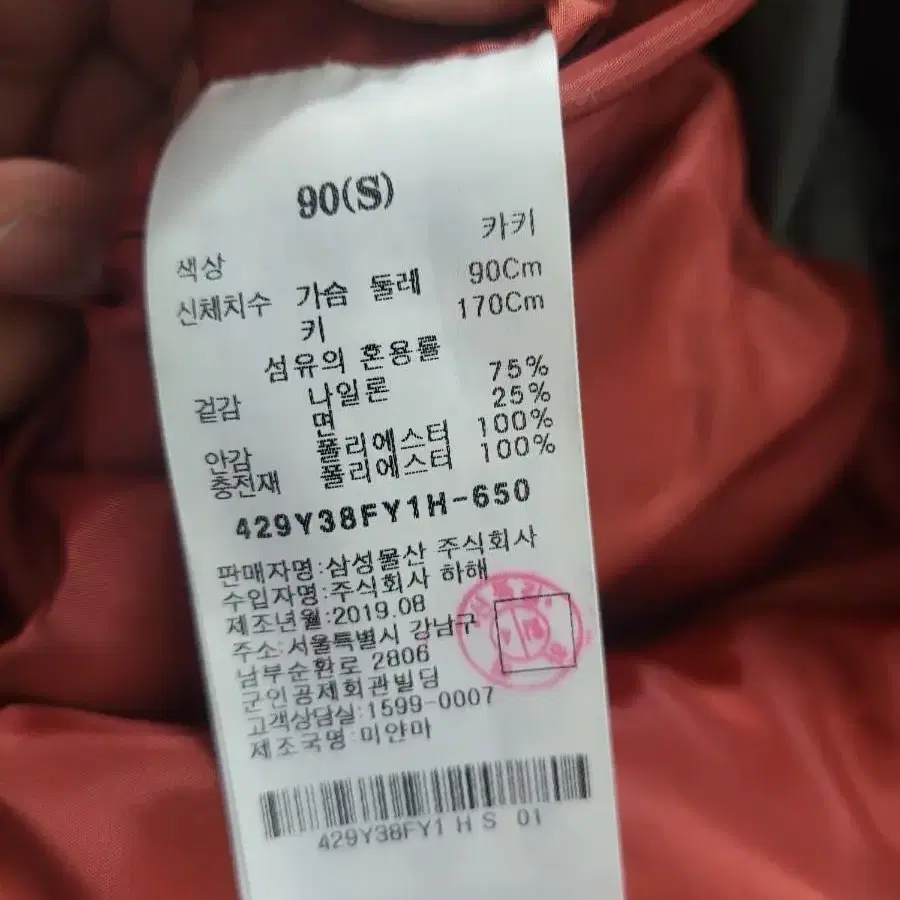 90(S)
색상 카키
신체치수 가슴 둘레 90Cm
키 170Cm
섬유의 혼용률
겉감 나일론 75%
면 25%
안감 폴리에스터 100%
충전재 폴리에스터 100%
429Y38FY1H-650
판매자명:삼성물산 주식회사
수입자명:주식회사 하해
제조년월:2019.08
주소:서울특별시 강남구
남부순환로 2806
군인공제회관빌딩
고객상담실:1599-0007
제조국명:미얀마
429Y38FY1 H S 01